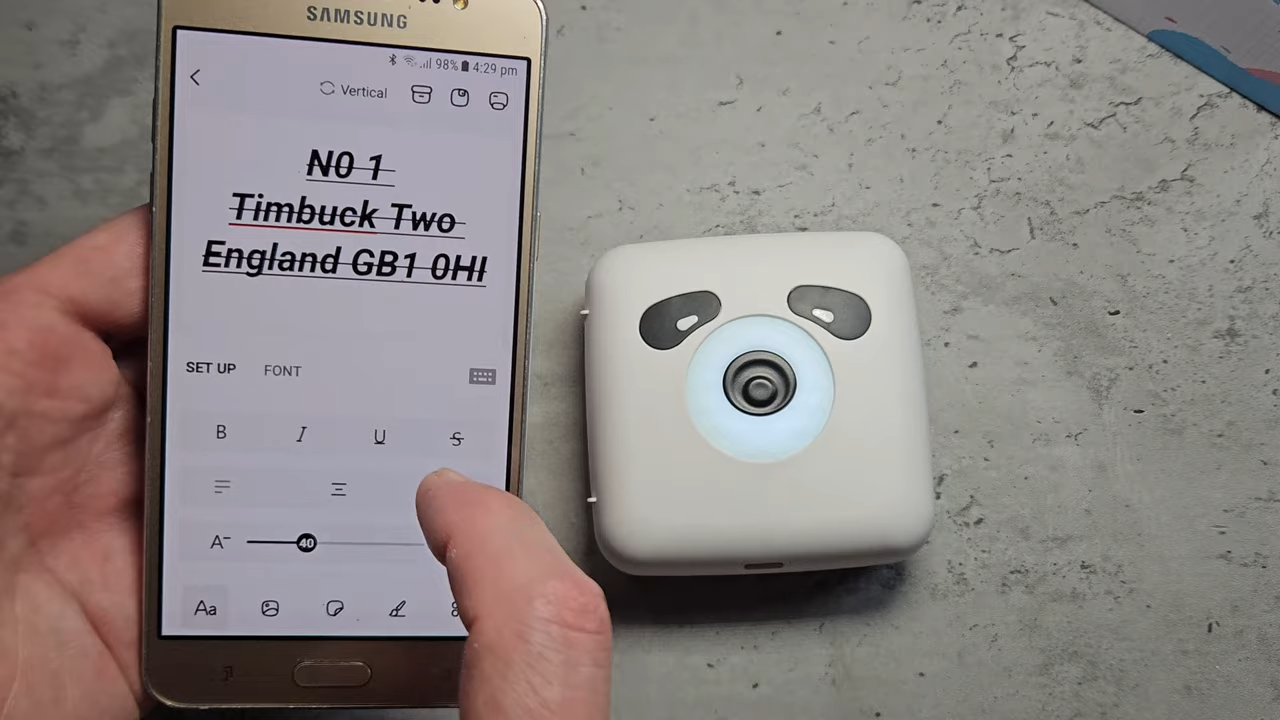 SAMSUNG
98% 4:29 pm
Vertical
N0 1
Timbuck Two
England GB1 0HI
SET UP FONT
B I U S
A- 40
Aa